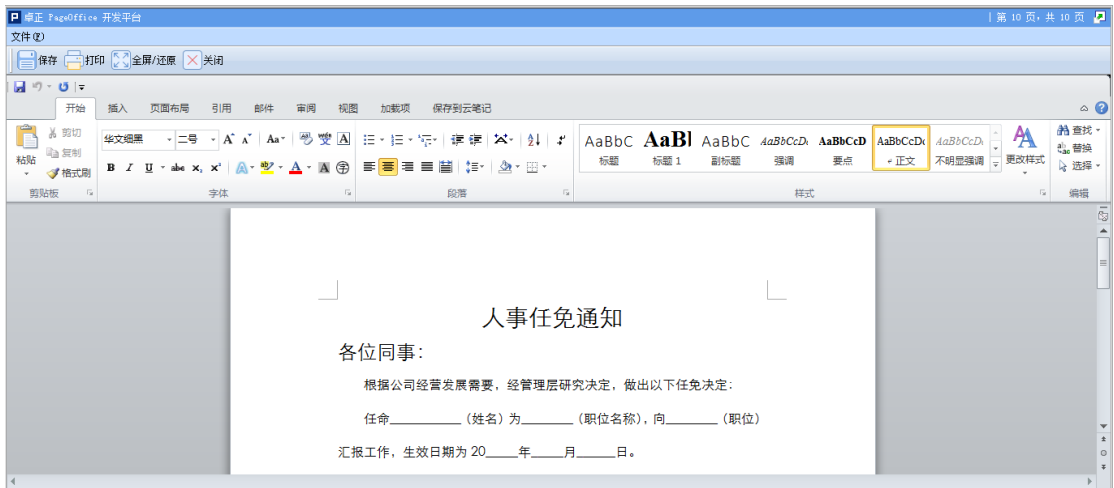 卓正 PageOffice 开发平台 | 第 10 页，共 10 页
文件(F)
保存 打印 全屏/还原 关闭
开始 插入 页面布局 引用 邮件 审阅 视图 加载项 保存到云笔记
粘贴 剪切 复制 格式刷
剪贴板
华文细黑 二号 A A Aa wén A
B I U abc x, x² A aby A A 字
字体
段落
AaBbC 标题
AaBl 标题 1
AaBbC 副标题
AaBbCcD 强调
AaBbCcD 要点
AaBbCcD 正文
AaBbCcD 不明显强调
更改样式
样式
查找
替换
选择
编辑
人事任免通知
各位同事：
根据公司经营发展需要，经管理层研究决定，做出以下任免决定：
任命__________（姓名）为_______（职位名称），向_______（职位）
汇报工作，生效日期为 20____年____月_____日。